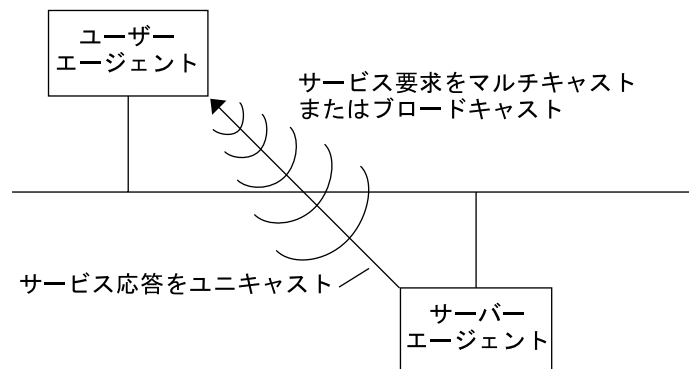 ユーザー
エージェント
サービス要求をマルチキャスト
またはブロードキャスト
サービス応答をユニキャスト
サーバー
エージェント